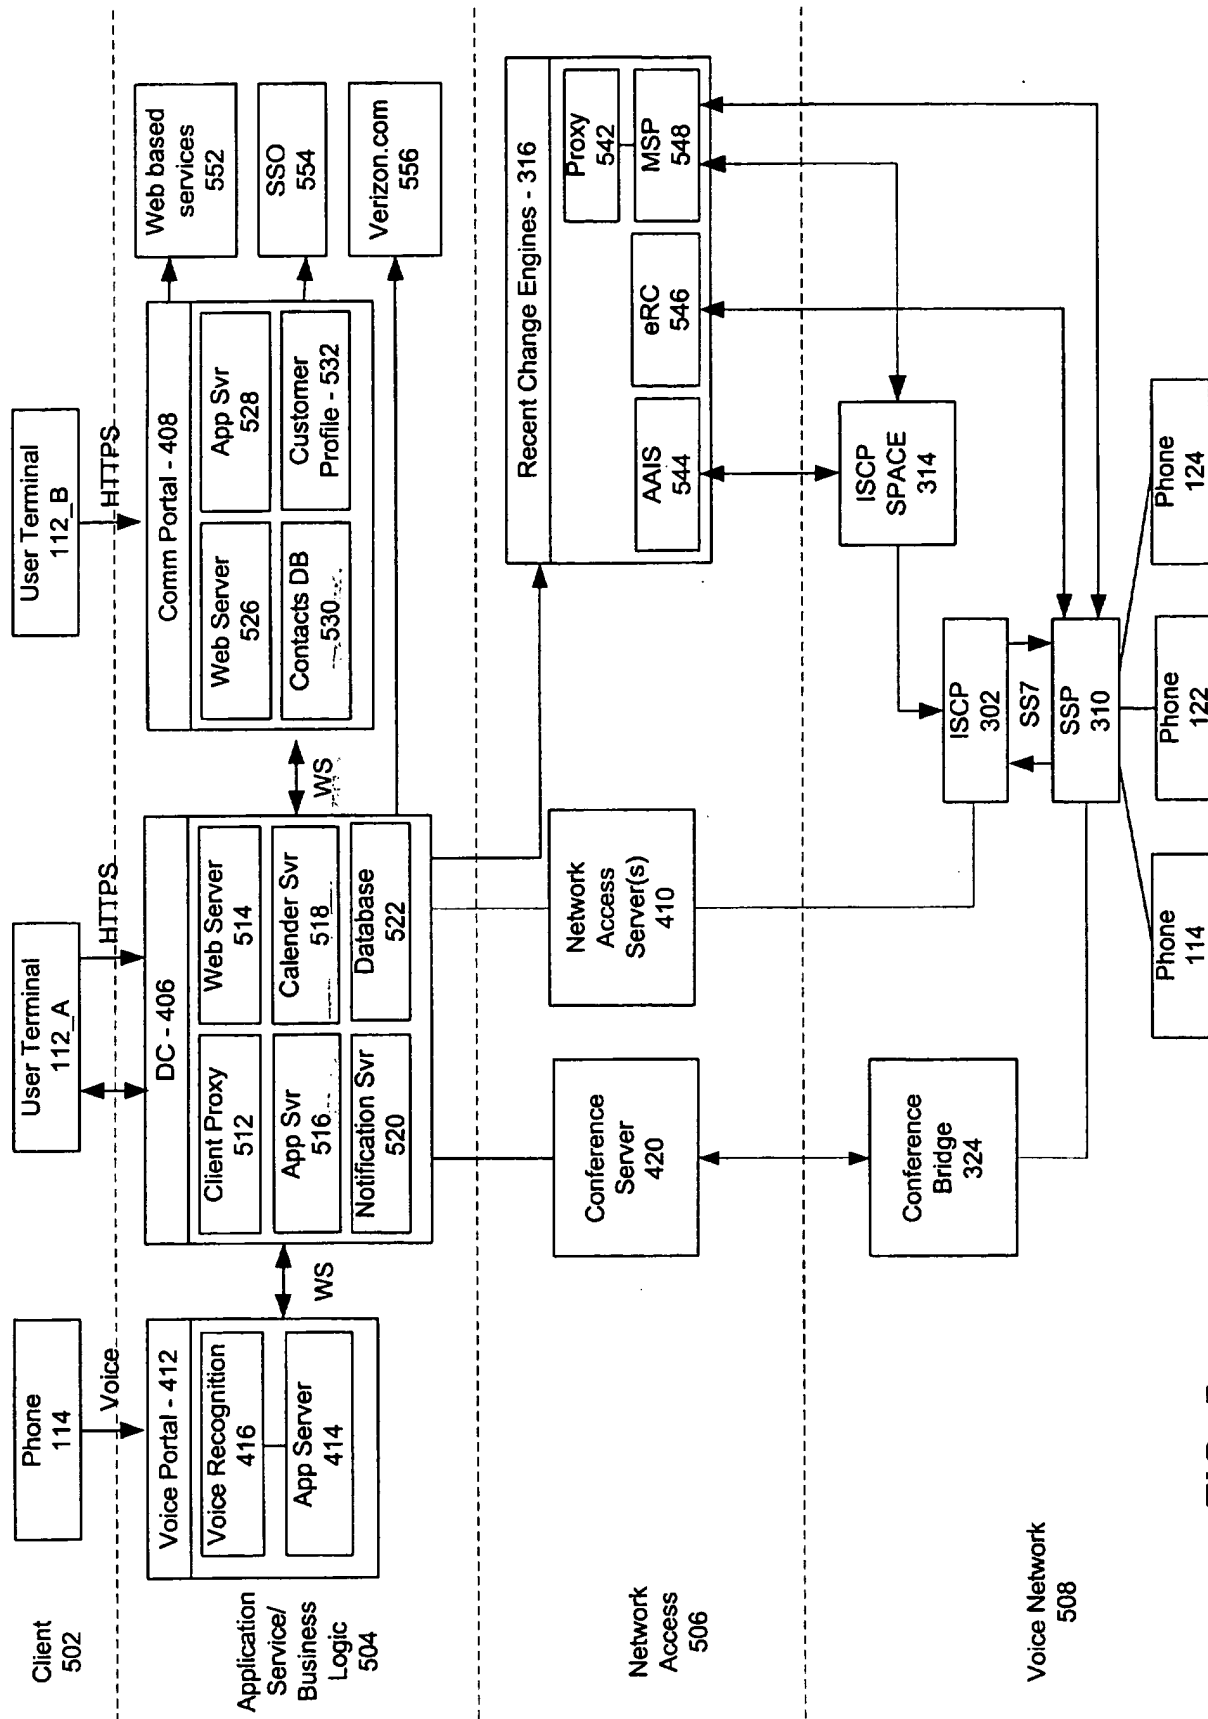 Client
502
Phone
114
User Terminal
112_A
User Terminal
112_B
Voice
HTTPS
HTTPS
Application
Service/
Business
Logic
504
Voice Portal - 412
Voice Recognition
416
App Server
414
WS
DC - 406
Client Proxy
512
Web Server
514
App Svr
516
Calender Svr
518
Notification Svr
520
Database
522
WS
Comm Portal - 408
Web Server
526
App Svr
528
Contacts DB
530
Customer
Profile - 532
Web based
services
552
SSO
554
Verizon.com
556
Network
Access
506
Conference
Server
420
Network
Access
Server(s)
410
Recent Change Engines - 316
Proxy
542
AAIS
544
eRC
546
MSP
548
Voice Network
508
Conference
Bridge
324
ISCP
SPACE
314
ISCP
302
SS7
SSP
310
Phone
114
Phone
122
Phone
124